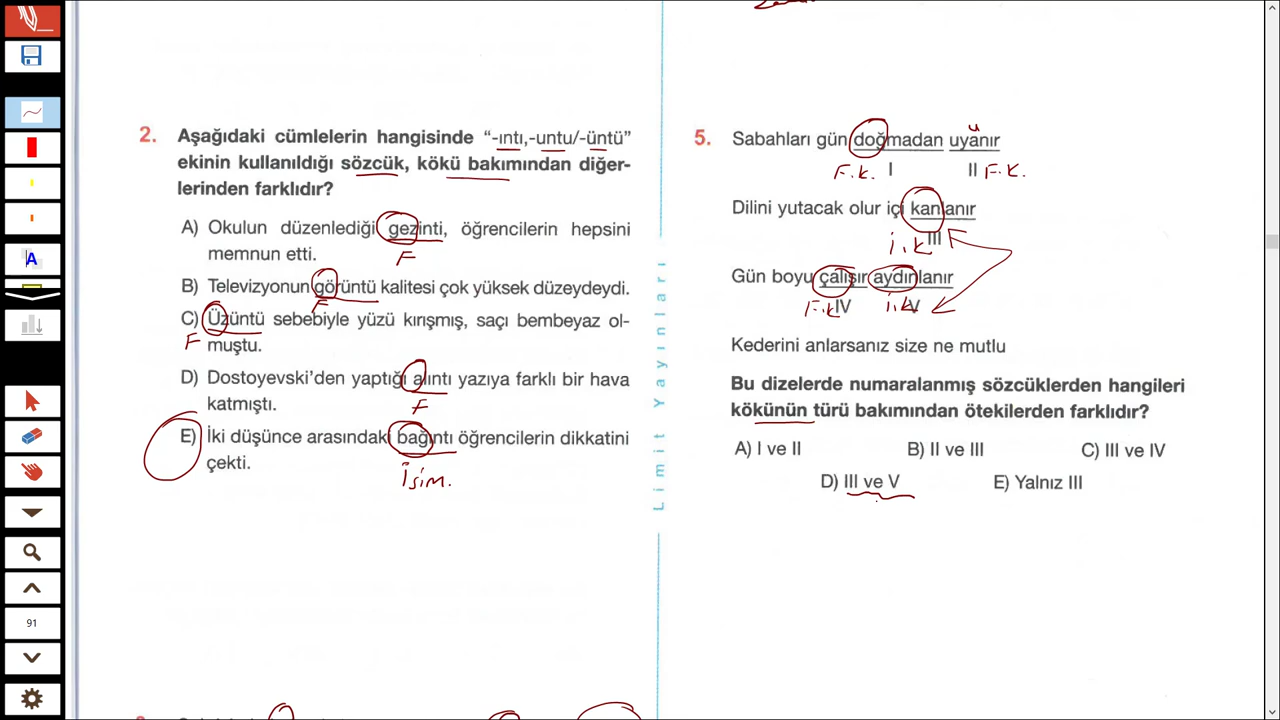 2. Aşağıdaki cümlelerin hangisinde “-ıntı,-untu/-üntü”
ekinin kullanıldığı sözcük, kökü bakımından diğer-
lerinden farklıdır?
A) Okulun düzenlediği gezinti, öğrencilerin hepsini
memnun etti.
F
B) Televizyonun görüntü kalitesi çok yüksek düzeydeydi.
F
C) Üzüntü sebebiyle yüzü kırışmış, saçı bembeyaz ol-
F
muştu.
D) Dostoyevski’den yaptığı alıntı yazıya farklı bir hava
katmıştı.
F
E) İki düşünce arasındaki bağıntı öğrencilerin dikkatini
çekti.
İsim.
Limit Yayınları
5. Sabahları gün doğmadan uyanır
F.K. I II F.K.
Dilini yutacak olur içi kanlanır
i.K III
Gün boyu çalışır aydınlanır
F.K IV i.K V
Kederini anlarsanız size ne mutlu
Bu dizelerde numaralanmış sözcüklerden hangileri
kökünün türü bakımından ötekilerden farklıdır?
A) I ve II B) II ve III C) III ve IV
D) III ve V E) Yalnız III
A
91